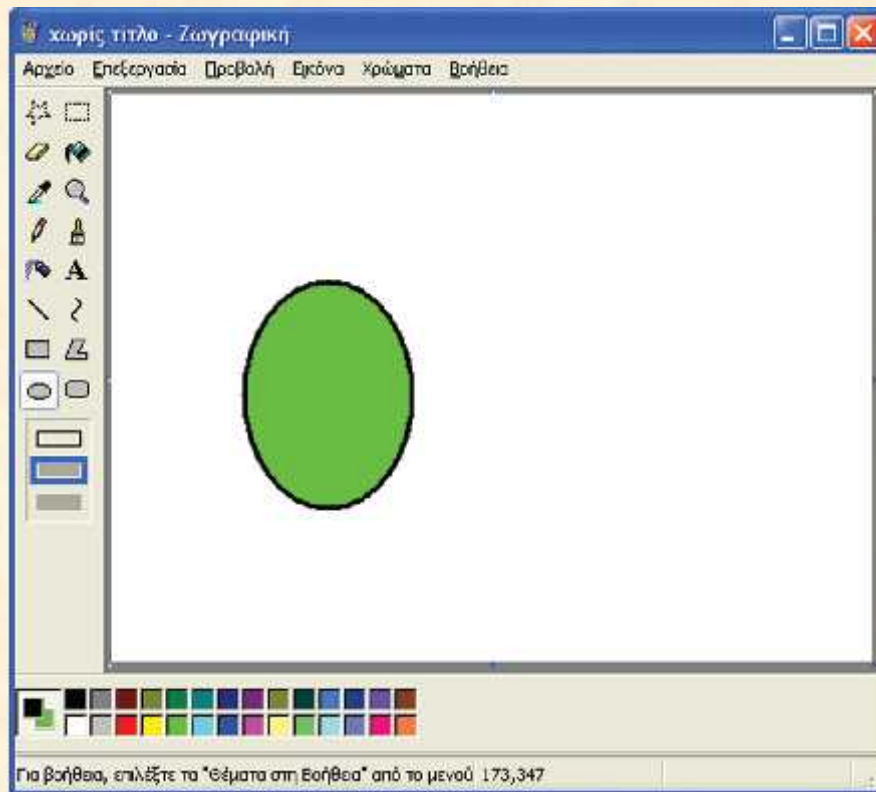 χωρίς τίτλο - Ζωγραφική
Αρχείο Επεξεργασία Προβολή Εικόνα Χρώματα Βοήθεια
A
Για βοήθεια, επιλέξτε τα "Θέματα στη Βοήθεια" από το μενού 173,347